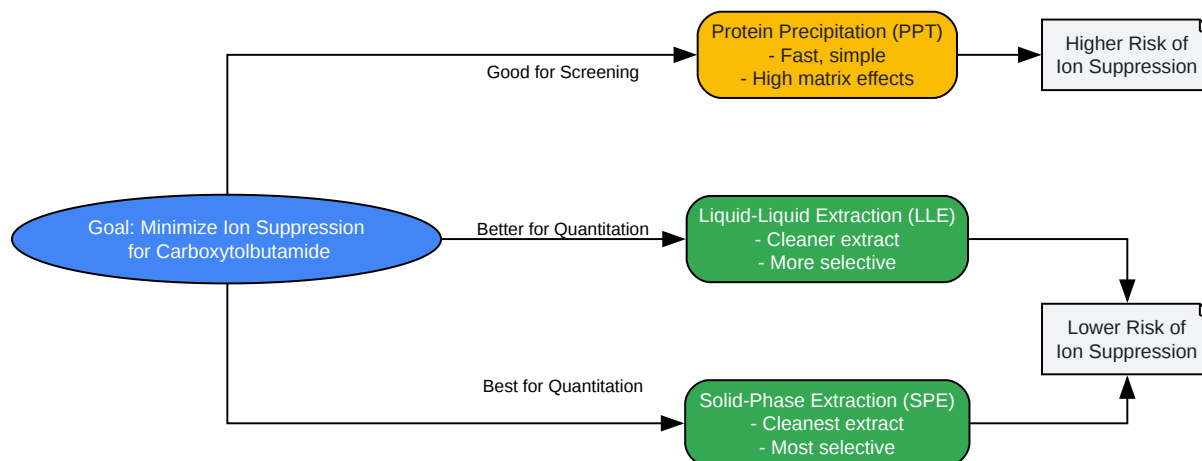 Protein Precipitation (PPT)
- Fast, simple
- High matrix effects
Higher Risk of
Ion Suppression
Good for Screening
Goal: Minimize Ion Suppression
for Carboxytolbutamide
Better for Quantitation
Liquid-Liquid Extraction (LLE)
- Cleaner extract
- More selective
Lower Risk of
Ion Suppression
Best for Quantitation
Solid-Phase Extraction (SPE)
- Cleanest extract
- Most selective